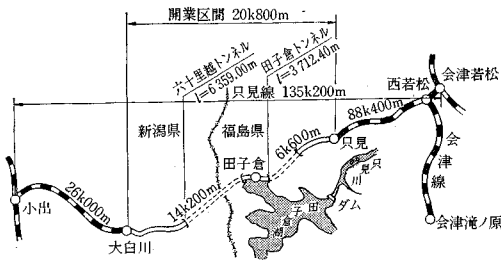 開業区間 20k800m
六十里越トンネル
l=6 359.00m
田子倉トンネル
l=3 712.40m
只見線 135k200m
西若松
会津若松
新潟県
福島県
88k400m
6k600m
只見
田子倉
会津線
只見川
ダム
田子倉湖
14k200m
26k000m
小出
大白川
会津滝ノ原